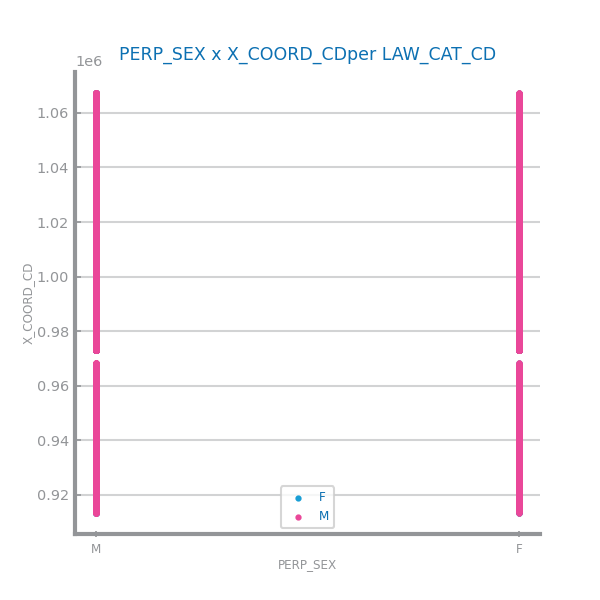 PERP_SEX x X_COORD_CDper LAW_CAT_CD
1e6
1.06
1.04
1.02
1.00
0.98
0.96
0.94
0.92
X_COORD_CD
F
M
M
F
PERP_SEX